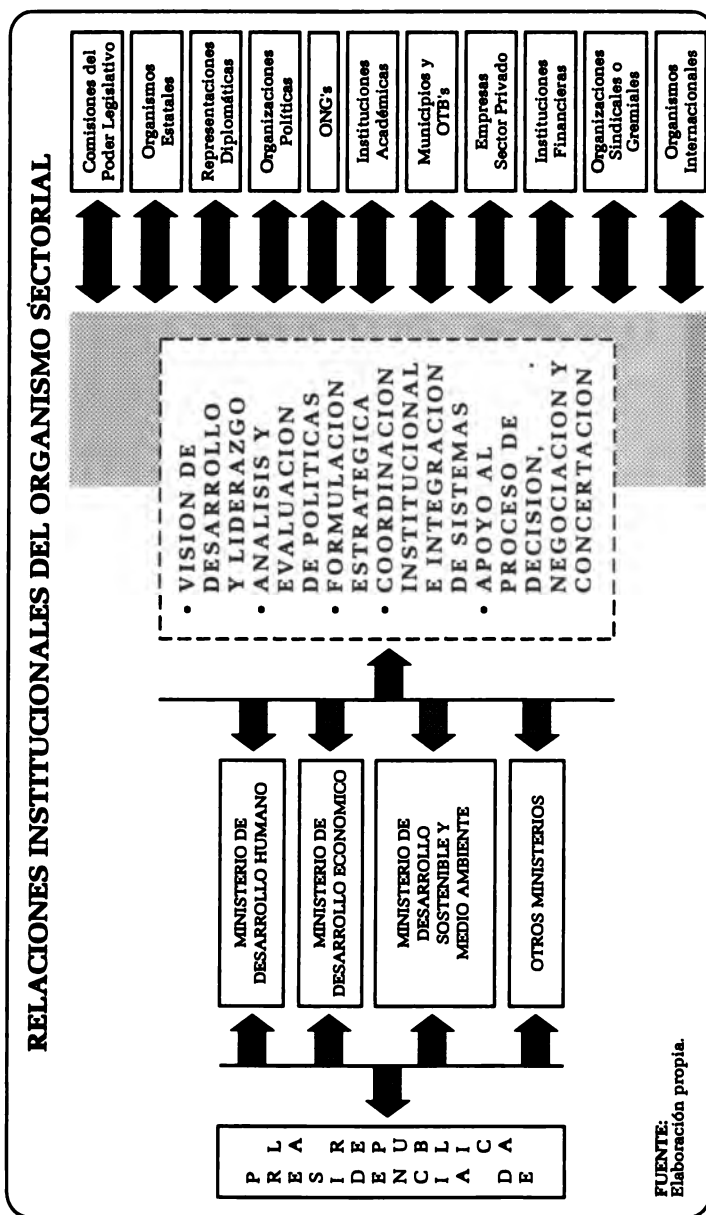 RELACIONES INSTITUCIONALES DEL ORGANISMO SECTORIAL
PRESIDENCIA DE
LA REPUBLICA
MINISTERIO DE
DESARROLLO HUMANO
MINISTERIO DE
DESARROLLO ECONOMICO
MINISTERIO DE
DESARROLLO
SOSTENIBLE Y
MEDIO AMBIENTE
OTROS MINISTERIOS
• VISION DE
DESARROLLO
Y LIDERAZGO
• ANALISIS Y
EVALUACION
DE POLITICAS
• FORMULACION
ESTRATEGICA
• COORDINACION
INSTITUCIONAL
E INTEGRACION
DE SISTEMAS
• APOYO AL
PROCESO DE
DECISION,
NEGOCIACION Y
CONCERTACION
Comisiones del
Poder Legislativo
Organismos
Estatales
Representaciones
Diplomáticas
Organizaciones
Políticas
ONG's
Instituciones
Académicas
Municipios y
OTB's
Empresas
Sector Privado
Instituciones
Financieras
Organizaciones
Sindicales o
Gremiales
Organismos
Internacionales
FUENTE:
Elaboración propia.